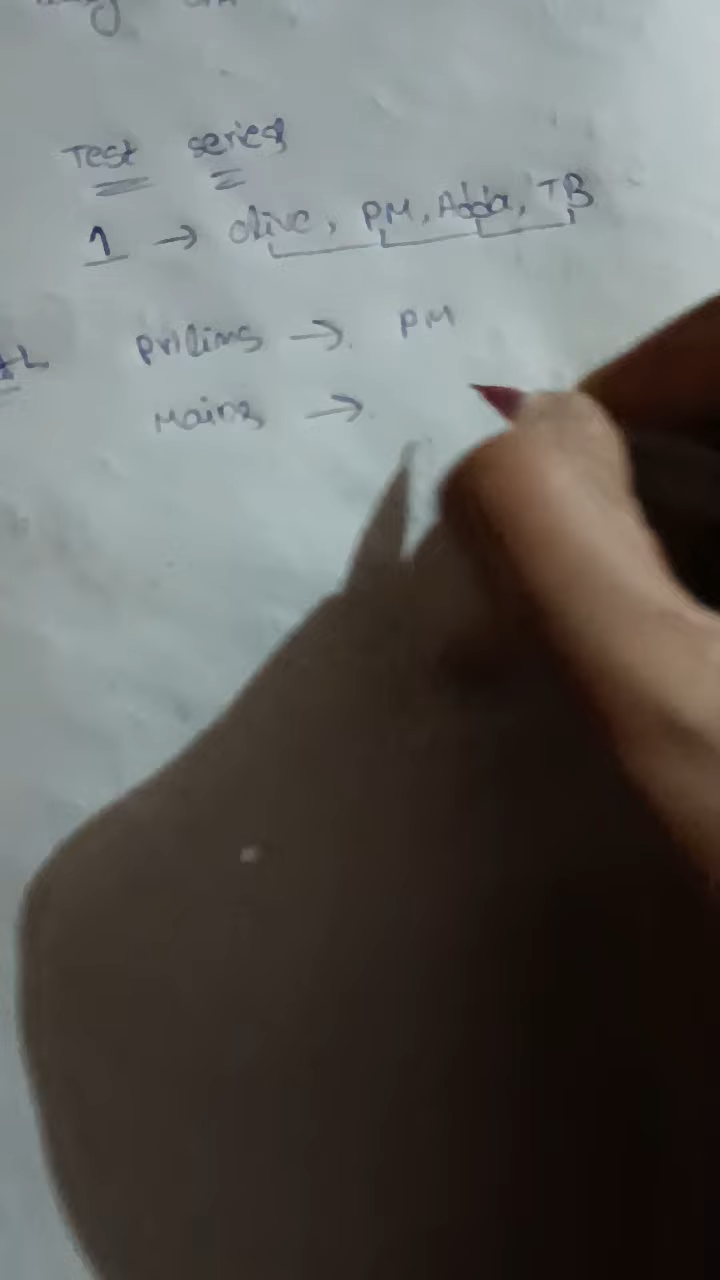 Test series
1 → olive, PM, Adda, TB
prilims → PM
Mains →